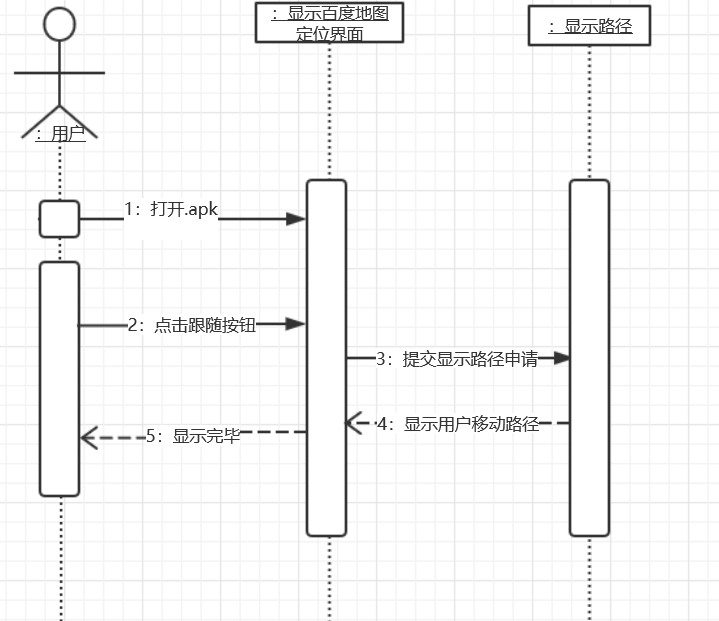 ：显示百度地图
定位界面
：显示路径
：用户
1：打开.apk
2：点击跟随按钮
3：提交显示路径申请
4：显示用户移动路径
5：显示完毕